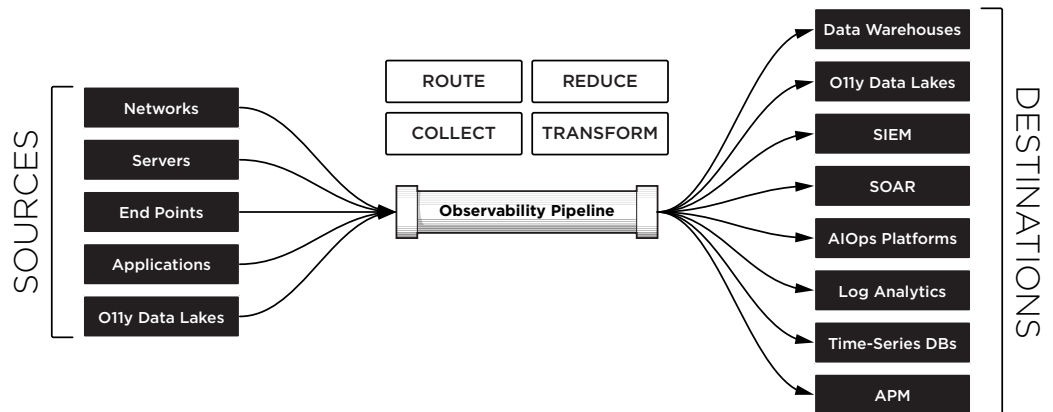 SOURCES
Networks
Servers
End Points
Applications
O11y Data Lakes
ROUTE
REDUCE
COLLECT
TRANSFORM
Observability Pipeline
Data Warehouses
O11y Data Lakes
SIEM
SOAR
AIOps Platforms
Log Analytics
Time-Series DBs
APM
DESTINATIONS